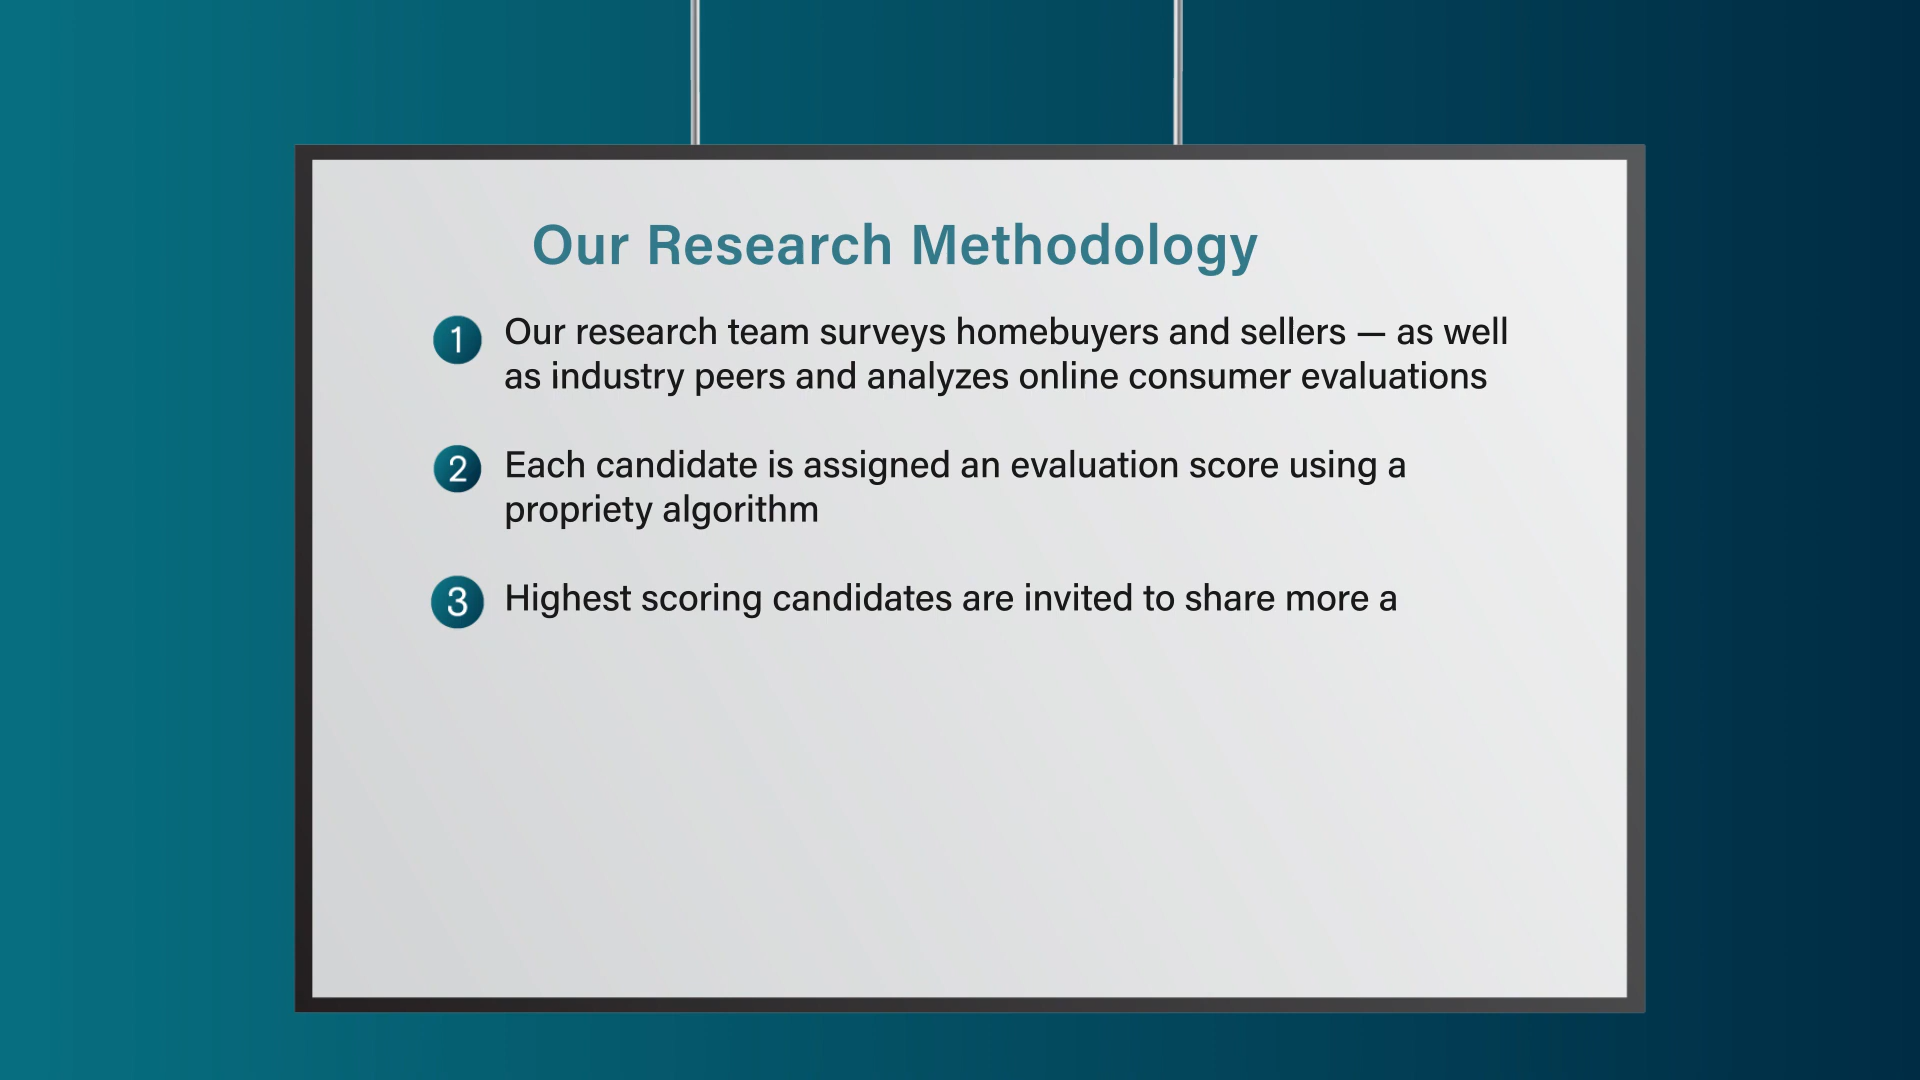 Our Research Methodology
1 Our research team surveys homebuyers and sellers — as well
as industry peers and analyzes online consumer evaluations
2 Each candidate is assigned an evaluation score using a
propriety algorithm
3 Highest scoring candidates are invited to share more a